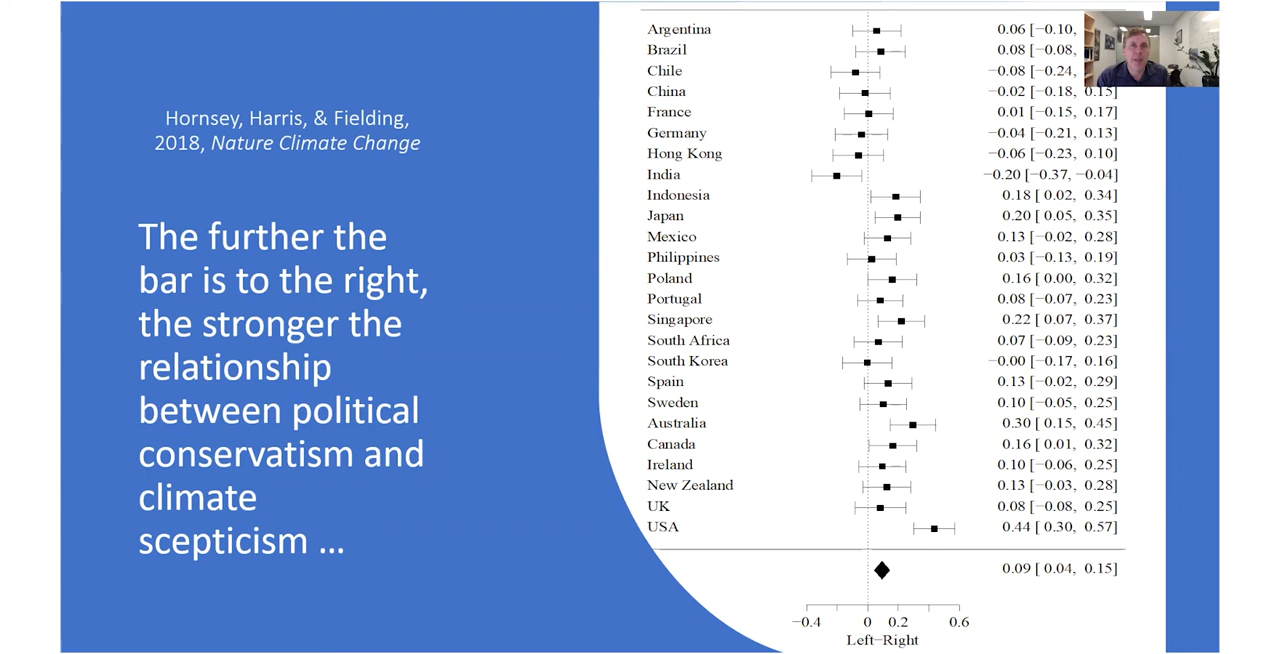 Hornsey, Harris, & Fielding,
2018, Nature Climate Change
The further the
bar is to the right,
the stronger the
relationship
between political
conservatism and
climate
scepticism ...
Argentina 0.06 [−0.10,
Brazil 0.08 [−0.08,
Chile −0.08 [−0.24,
China −0.02 [−0.18, 0.15]
France 0.01 [−0.15, 0.17]
Germany −0.04 [−0.21, 0.13]
Hong Kong −0.06 [−0.23, 0.10]
India −0.20 [−0.37, −0.04]
Indonesia 0.18 [ 0.02, 0.34]
Japan 0.20 [ 0.05, 0.35]
Mexico 0.13 [−0.02, 0.28]
Philippines 0.03 [−0.13, 0.19]
Poland 0.16 [ 0.00, 0.32]
Portugal 0.08 [−0.07, 0.23]
Singapore 0.22 [ 0.07, 0.37]
South Africa 0.07 [−0.09, 0.23]
South Korea −0.00 [−0.17, 0.16]
Spain 0.13 [−0.02, 0.29]
Sweden 0.10 [−0.05, 0.25]
Australia 0.30 [ 0.15, 0.45]
Canada 0.16 [ 0.01, 0.32]
Ireland 0.10 [−0.06, 0.25]
New Zealand 0.13 [−0.03, 0.28]
UK 0.08 [−0.08, 0.25]
USA 0.44 [ 0.30, 0.57]
0.09 [ 0.04, 0.15]
−0.4 0 0.2 0.6
Left−Right